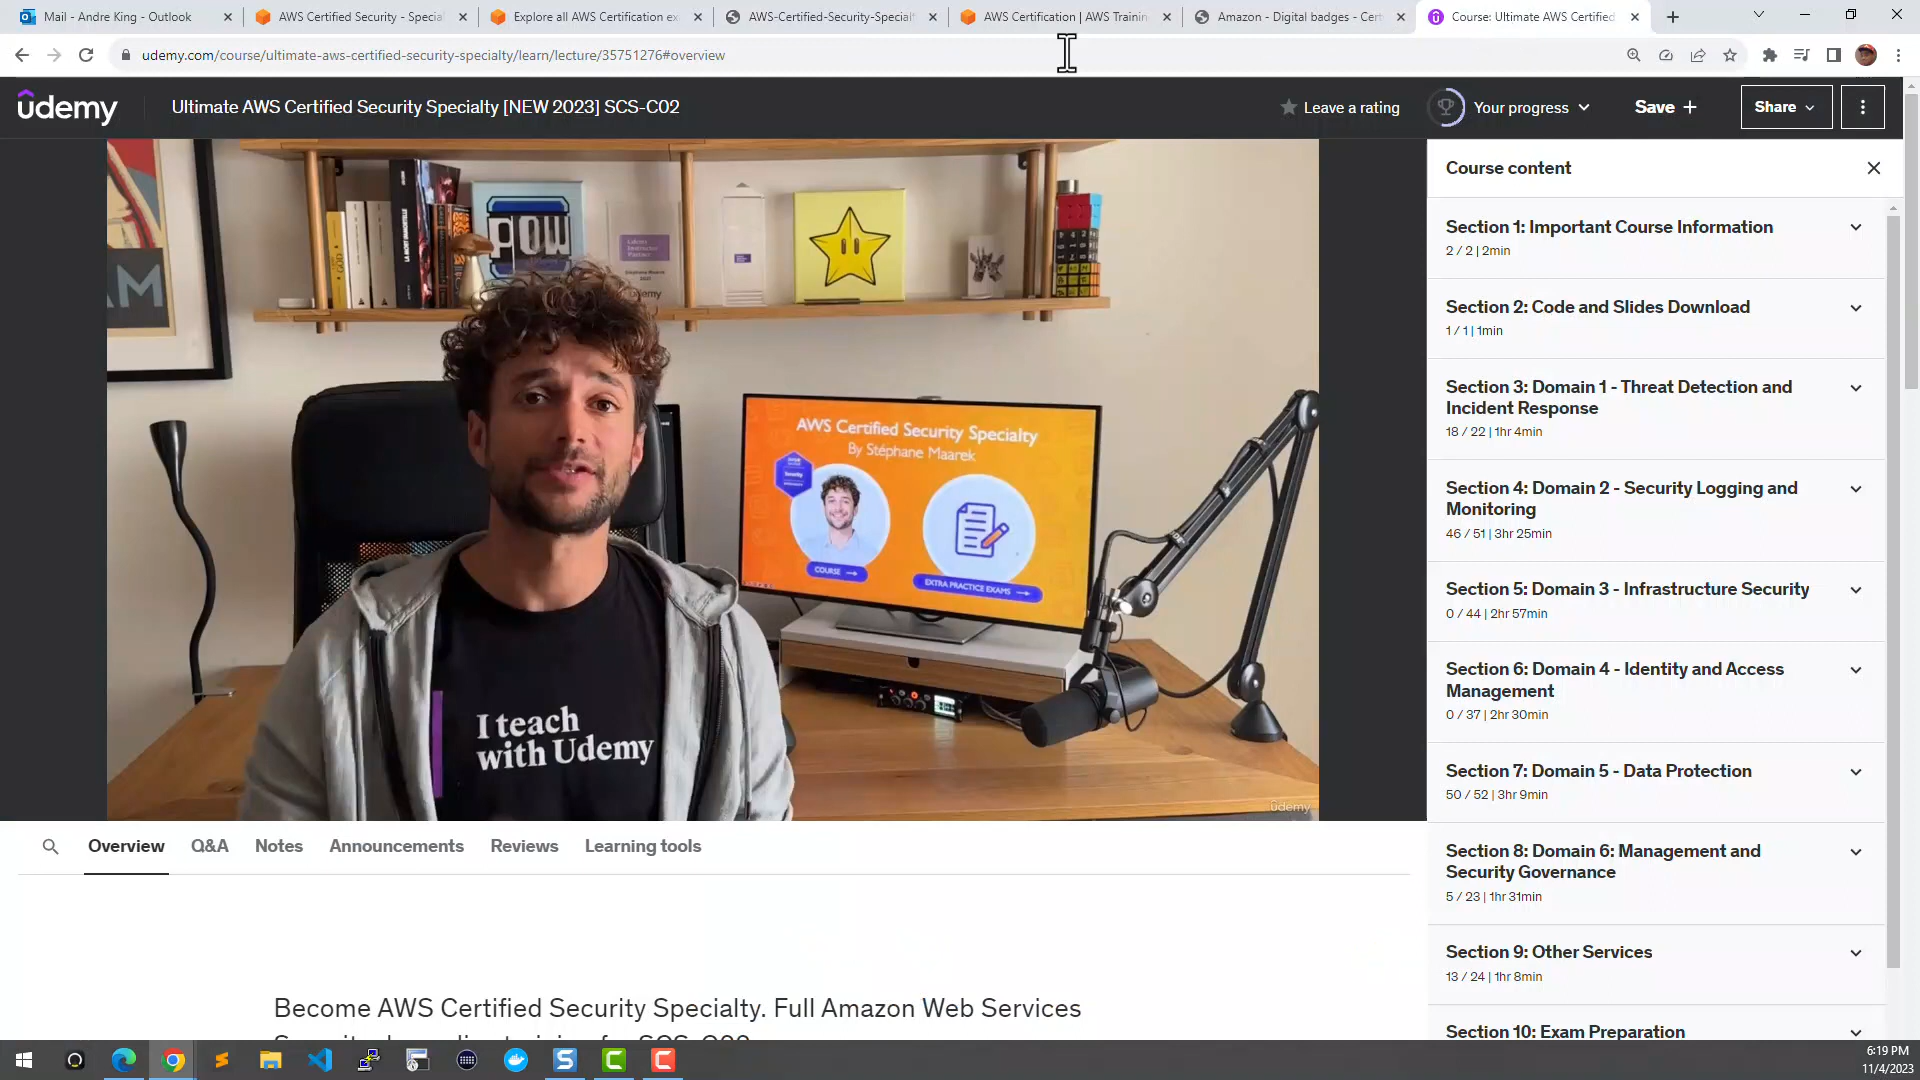 Mail - Andre King - Outlook
AWS Certified Security - Specia
Explore all AWS Certification ex
AWS-Certified-Security-Specialt
AWS Certification | AWS Trainin
Amazon - Digital badges - Cert
Course: Ultimate AWS Certified
udemy.com/course/ultimate-aws-certified-security-specialty/learn/lecture/35751276#overview
udemy
Ultimate AWS Certified Security Specialty [NEW 2023] SCS-C02
Leave a rating
Your progress
Save +
Share
POW
AM
AWS Certified Security Specialty
By Stéphane Maarek
COURSE
EXTRA PRACTICE EXAMS
I teach
with Udemy
ûdemy
Course content
Section 1: Important Course Information
2 / 2 | 2min
Section 2: Code and Slides Download
1 / 1 | 1min
Section 3: Domain 1 - Threat Detection and
Incident Response
18 / 22 | 1hr 4min
Section 4: Domain 2 - Security Logging and
Monitoring
46 / 51 | 3hr 25min
Section 5: Domain 3 - Infrastructure Security
0 / 44 | 2hr 57min
Section 6: Domain 4 - Identity and Access
Management
0 / 37 | 2hr 30min
Section 7: Domain 5 - Data Protection
50 / 52 | 3hr 9min
Section 8: Domain 6: Management and
Security Governance
5 / 23 | 1hr 31min
Section 9: Other Services
13 / 24 | 1hr 8min
Section 10: Exam Preparation
Overview
Q&A
Notes
Announcements
Reviews
Learning tools
Become AWS Certified Security Specialty. Full Amazon Web Services
6:19 PM
11/4/2023